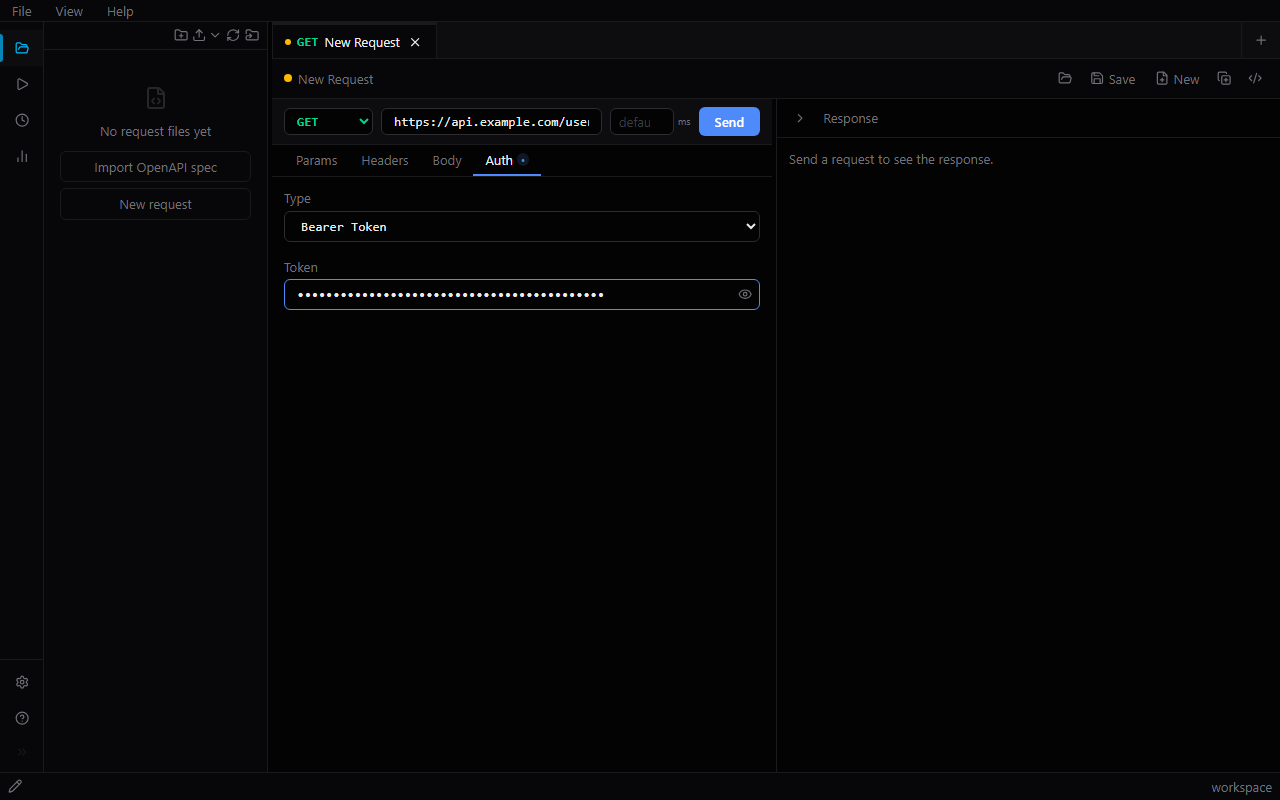 File View Help
GET New Request
New Request
Save New
No request files yet
Import OpenAPI spec
New request
GET https://api.example.com/user defau ms Send
Params Headers Body Auth
Type
Bearer Token
Token
•••••••••••••••••••••••••••••••••••••••••••
Response
Send a request to see the response.
workspace